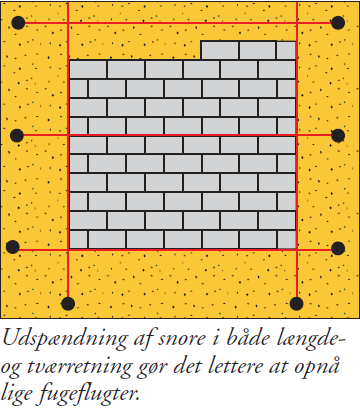 Udspændning af snore i både længde-
og tværretning gør det lettere at opnå
lige fugeflugter.